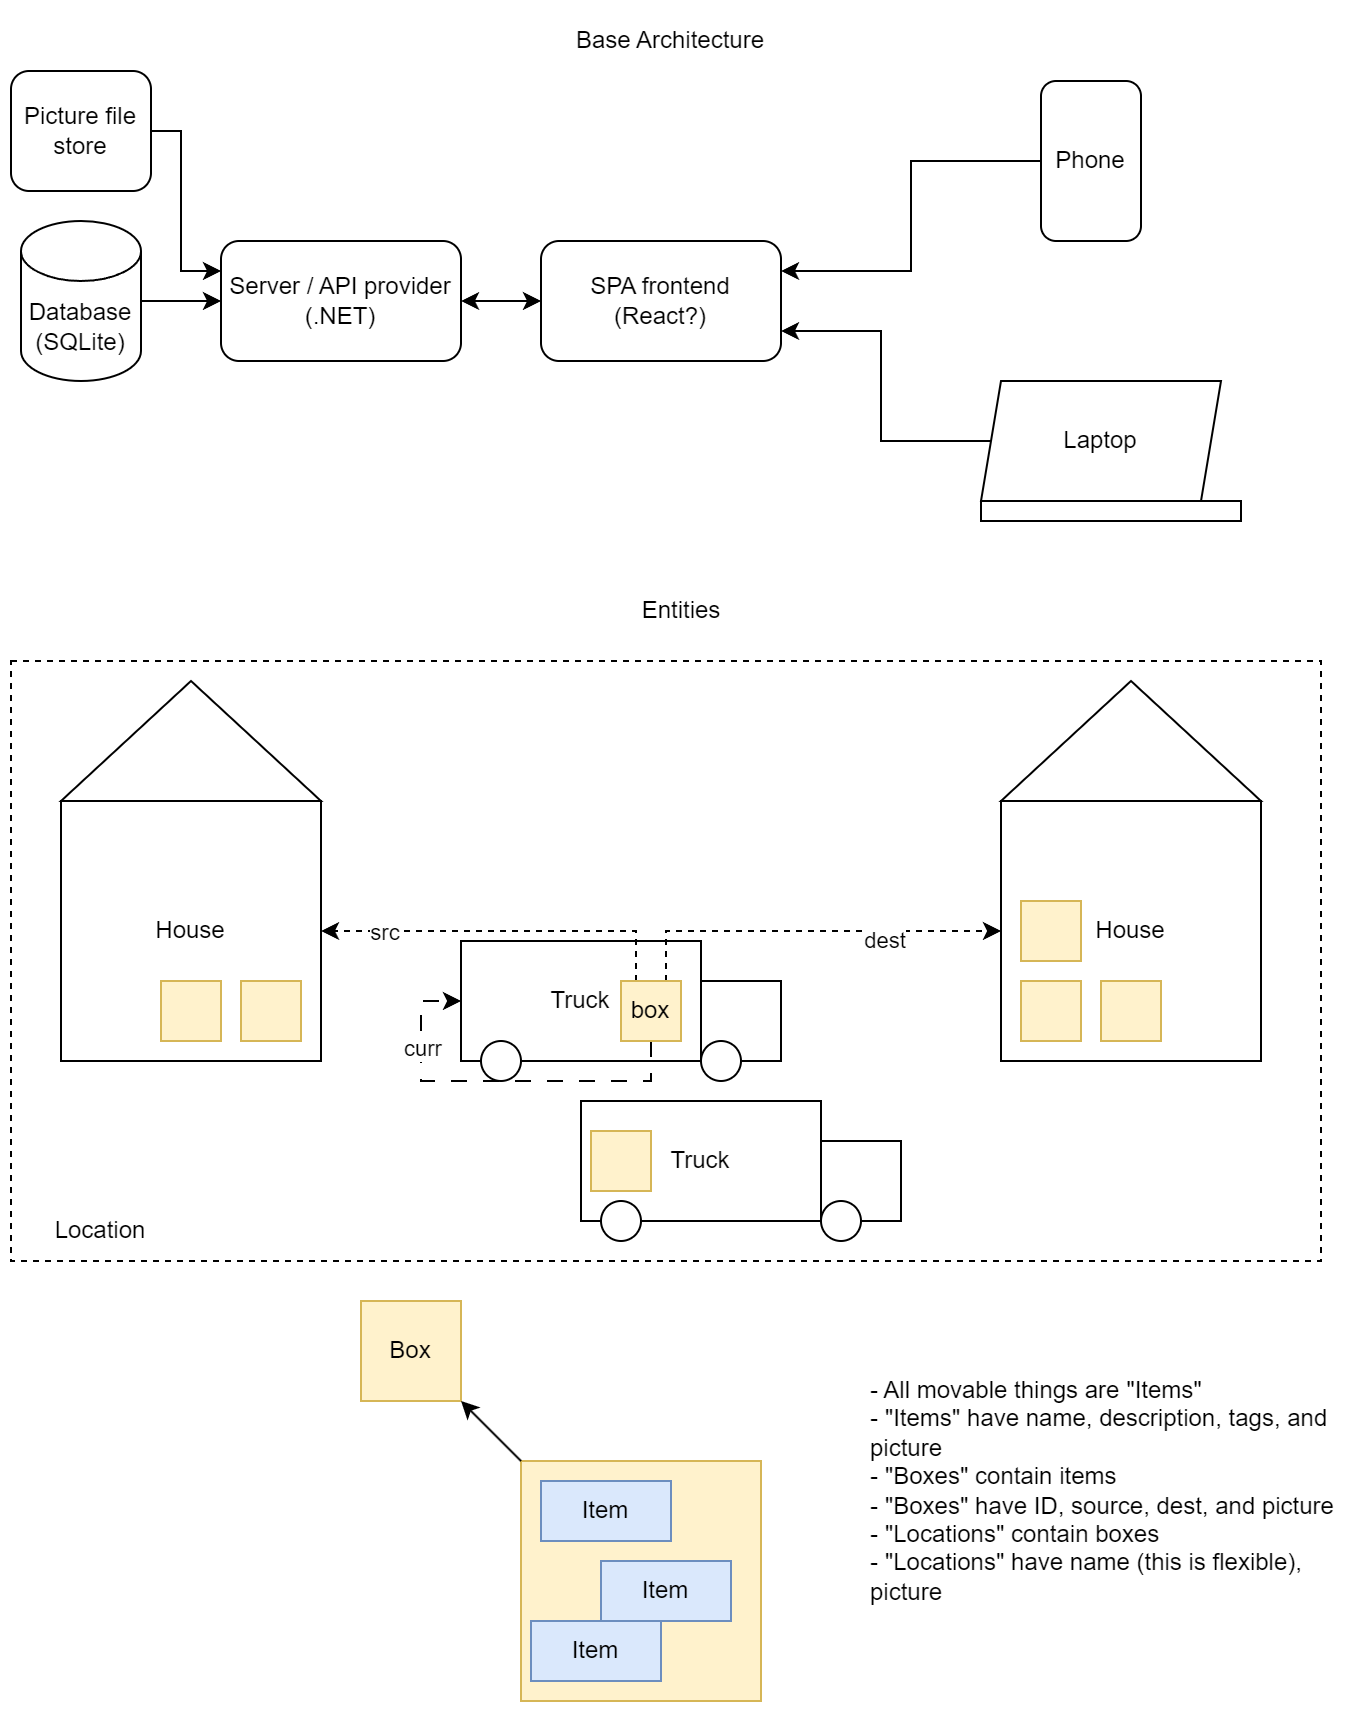 Base Architecture
Picture file
store
Phone
Database
(SQLite)
Server / API provider
(.NET)
SPA frontend
(React?)
Laptop
Entities
House
src
dest
House
Truck
box
curr
Truck
Location
Box
Item
Item
Item
- All movable things are "Items"
- "Items" have name, description, tags, and
picture
- "Boxes" contain items
- "Boxes" have ID, source, dest, and picture
- "Locations" contain boxes
- "Locations" have name (this is flexible),
picture